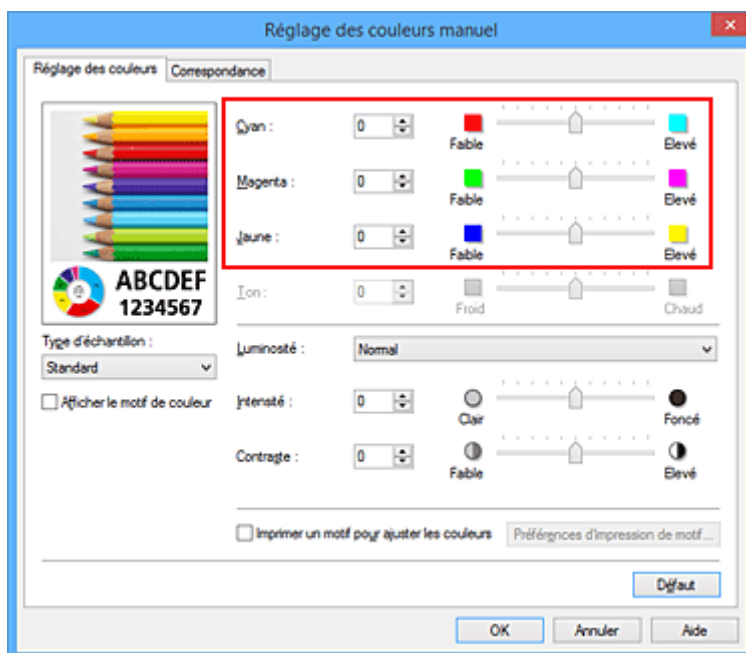 Réglage des couleurs manuel
Réglage des couleurs
Correspondance
ABCDEF
1234567
Type d'échantillon :
Standard
Afficher le motif de couleur
Cyan :
0
Fable
Elevé
Magenta :
0
Fable
Elevé
Jaune :
0
Fable
Elevé
Ton :
0
Froid
Chaud
Luminosité :
Normal
Intensité :
0
Clair
Foncé
Contraste :
0
Fable
Elevé
Imprimer un motif pour ajuster les couleurs
Préférences d'impression de motif...
Défaut
OK
Annuler
Aide